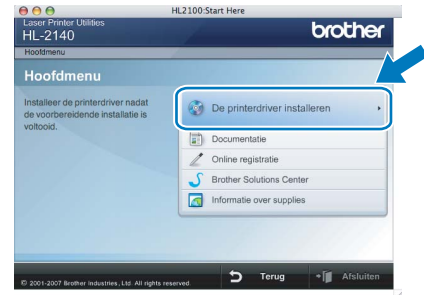 HL2100:Start Here
Laser Printer Utilities
HL-2140
brother
Hoofdmenu
Hoofdmenu
Installeer de printerdriver nadat
de voorbereidende installatie is
voltooid.
De printerdriver installeren
Documentatie
Online registratie
Brother Solutions Center
Informatie over supplies
Terug
Afsluiten
© 2001-2007 Brother Industries, Ltd. All rights reserved